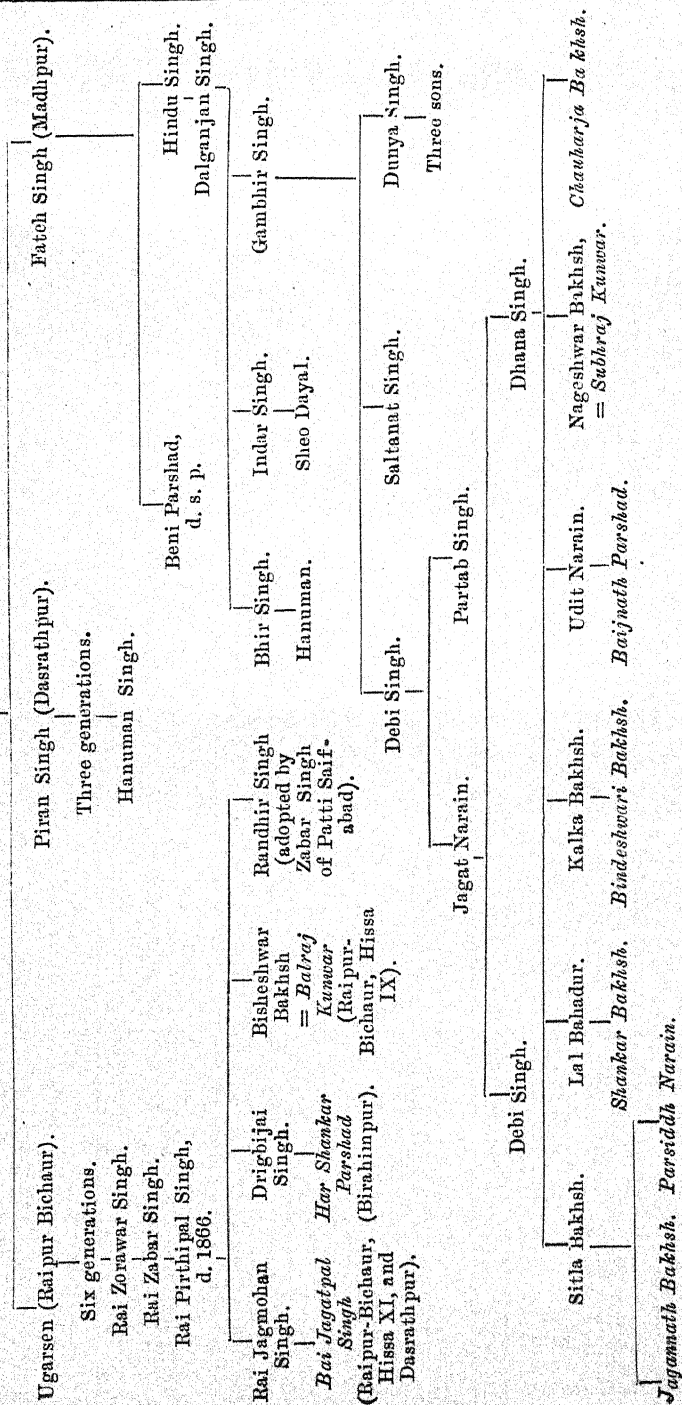 Ugarsen (Raipur Bichaur).
Six generations.
Rai Zorawar Singh.
Rai Zabar Singh.
Rai Pirthipal Singh,
d. 1866.
Piran Singh (Dasrathpur).
Three generations.
Hanuman Singh.
Fateh Singh (Madhpur).
Beni Parshad,
d. s. p.
Hindu Singh.
Dalganjan Singh.
Rai Jagmohan
Singh.
Rai Jagatpal
Singh
(Raipur-Bichaur,
Hissa XI, and
Dasrathpur).
Drigbijai
Singh.
Har Shankar
Parshad
(Birahimpur).
Bisheshwar
Bakhsh
= Balraj
Kunwar
(Raipur-
Bichaur, Hissa
IX).
Randhir Singh
(adopted by
Zabar Singh
of Patti Saif-
abad).
Bhir Singh.
Hanuman.
Indar Singh.
Sheo Dayal.
Gambhir Singh.
Debi Singh.
Saltanat Singh.
Dunya Singh.
Three sons.
Jagat Narain.
Partab Singh.
Debi Singh.
Dhana Singh.
Sitla Bakhsh.
Lal Bahadur.
Kalka Bakhsh.
Udit Narain.
Nageshwar Bakhsh,
= Subhraj Kunwar.
Chauharja Bakhsh.
Shankar Bakhsh.
Bindeshwari Bakhsh.
Baijnath Parshad.
Jagannath Bakhsh.
Parsiddh Narain.